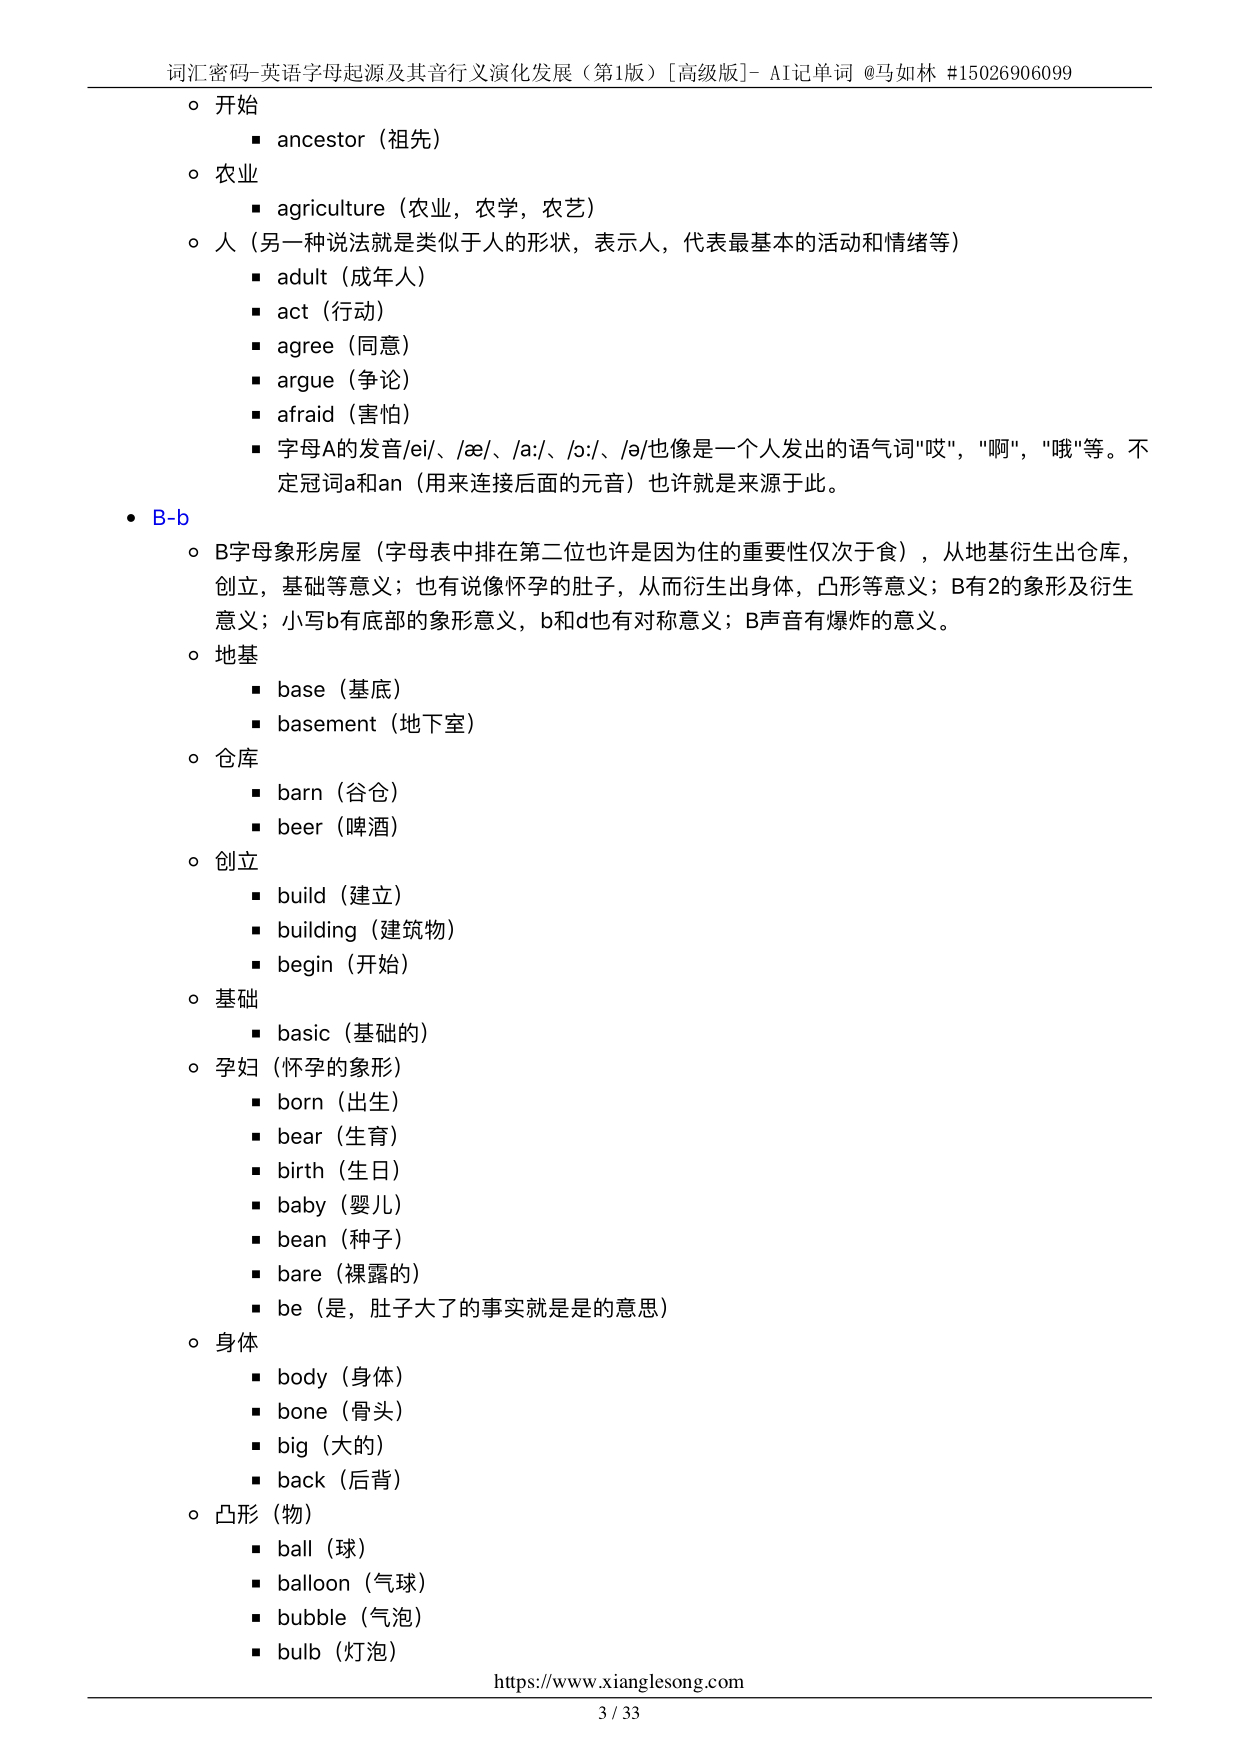 词汇密码-英语字母起源及其音行义演化发展（第1版）[高级版]- AI记单词 @马如林 #15026906099
开始
ancestor（祖先）
农业
agriculture（农业，农学，农艺）
人（另一种说法就是类似于人的形状，表示人，代表最基本的活动和情绪等）
adult（成年人）
act（行动）
agree（同意）
argue（争论）
afraid（害怕）
字母A的发音/ei/、/æ/、/a:/、/ɔ:/、/ə/也像是一个人发出的语气词"哎"，"啊"，"哦"等。不
定冠词a和an（用来连接后面的元音）也许就是来源于此。
B-b
B字母象形房屋（字母表中排在第二位也许是因为住的重要性仅次于食），从地基衍生出仓库，
创立，基础等意义；也有说像怀孕的肚子，从而衍生出身体，凸形等意义；B有2的象形及衍生
意义；小写b有底部的象形意义，b和d也有对称意义；B声音有爆炸的意义。
地基
base（基底）
basement（地下室）
仓库
barn（谷仓）
beer（啤酒）
创立
build（建立）
building（建筑物）
begin（开始）
基础
basic（基础的）
孕妇（怀孕的象形）
born（出生）
bear（生育）
birth（生日）
baby（婴儿）
bean（种子）
bare（裸露的）
be（是，肚子大了的事实就是是的意思）
身体
body（身体）
bone（骨头）
big（大的）
back（后背）
凸形（物）
ball（球）
balloon（气球）
bubble（气泡）
bulb（灯泡）
https://www.xianglesong.com
3 / 33